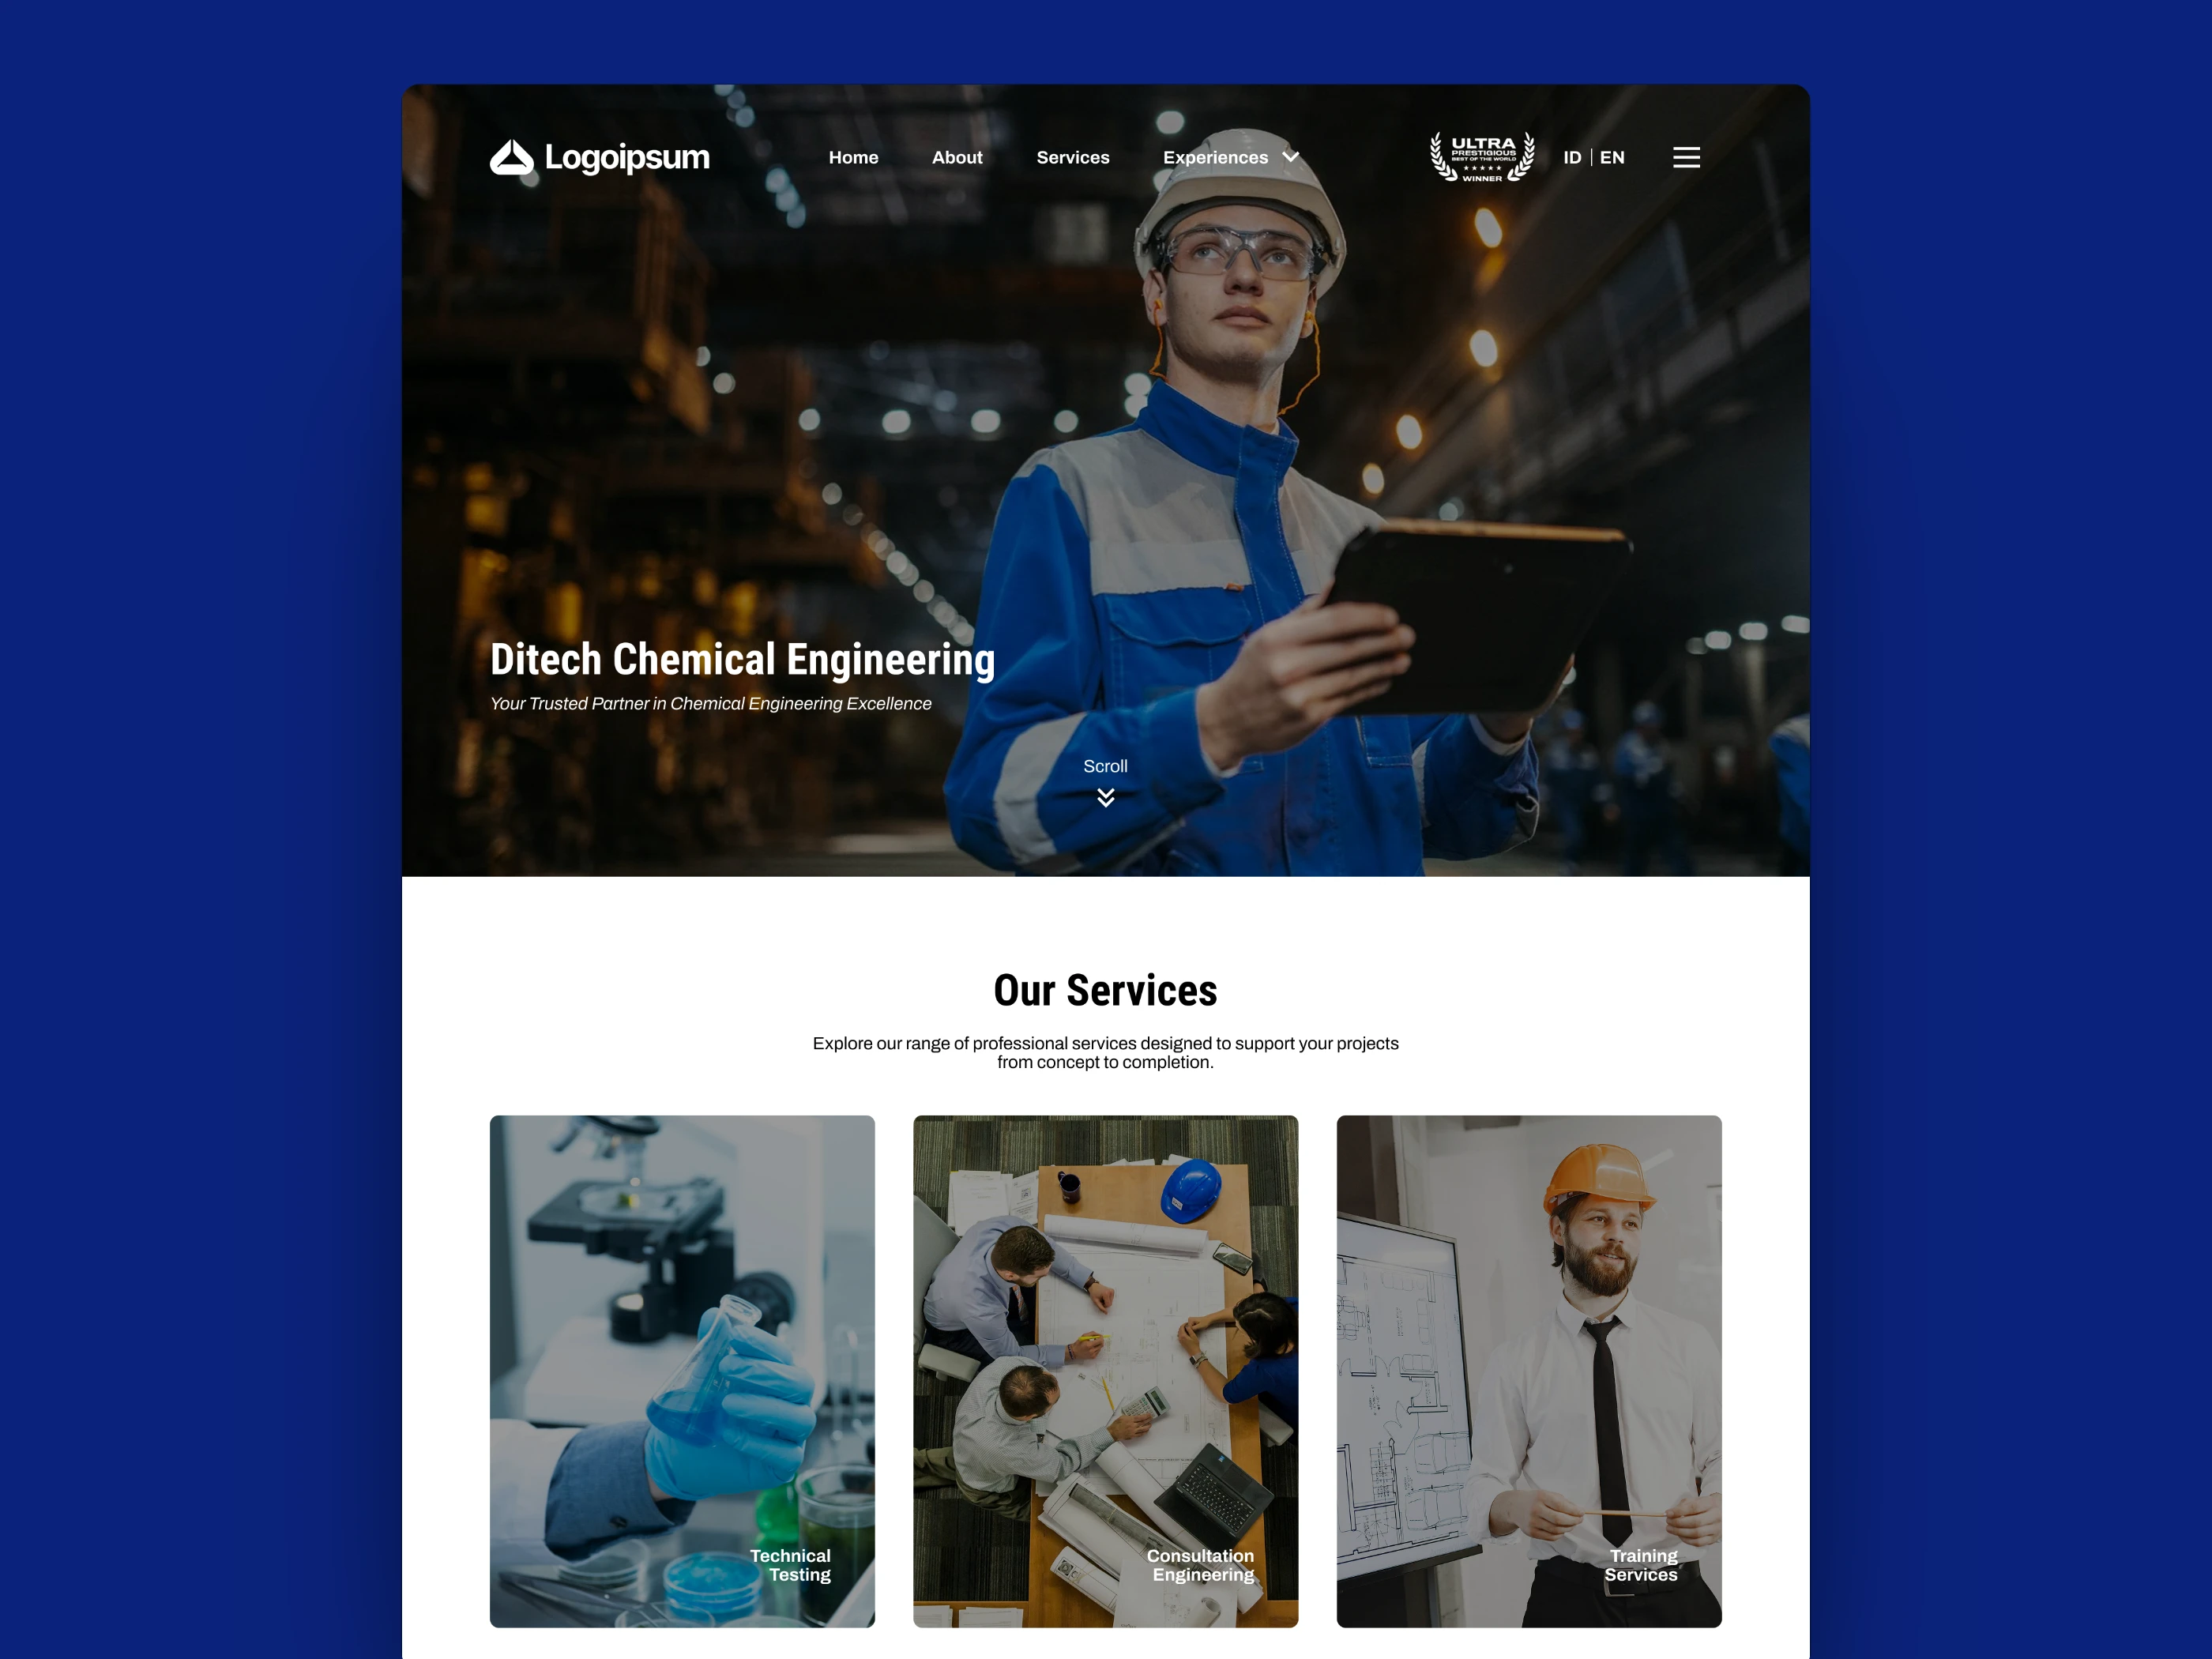 Logoipsum
Home
About
Services
Experiences
ULTRA
PRESTIGIOUS
BEST OF THE WORLD
WINNER
ID | EN
Ditech Chemical Engineering
Your Trusted Partner in Chemical Engineering Excellence
Scroll
Our Services
Explore our range of professional services designed to support your projects
from concept to completion.
Technical
Testing
Consultation
Engineering
Training
Services